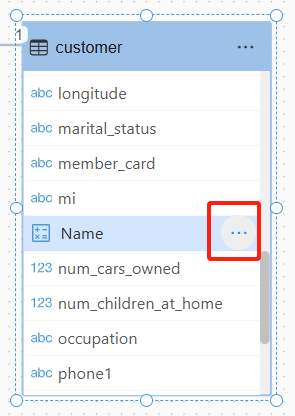 1
customer
abc longitude
abc marital_status
abc member_card
abc mi
Name
123 num_cars_owned
123 num_children_at_home
abc occupation
abc phone1